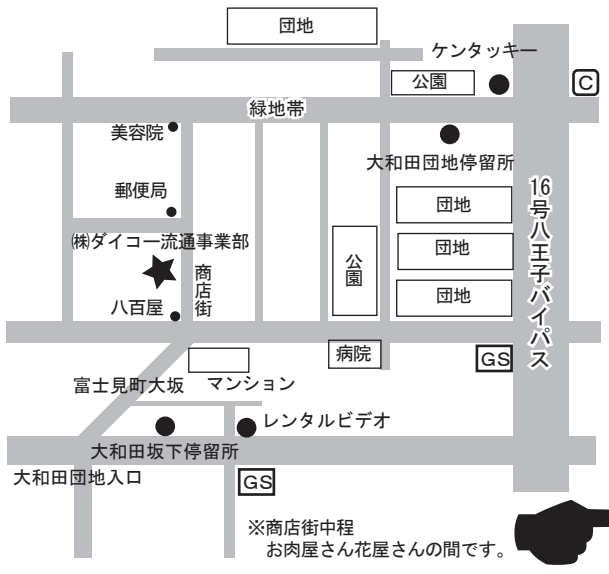 団地
ケンタッキー
公園
C
緑地帯
美容院
大和田団地停留所
郵便局
団地
16号八王子バイパス
㈱ダイコー流通事業部
団地
公園
商店街
団地
八百屋
病院
GS
富士見町大坂
マンション
レンタルビデオ
大和田坂下停留所
大和田団地入口
GS
※商店街中程
お肉屋さん花屋さんの間です。